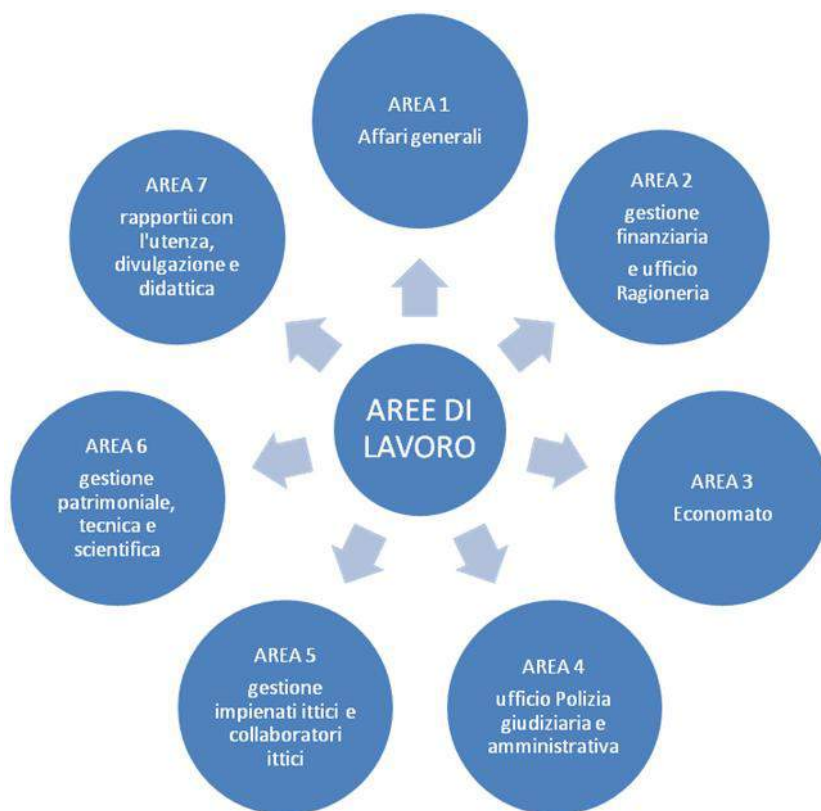 AREA 1
Affari generali
AREA 2
gestione
finanziaria
e ufficio
Ragioneria
AREA 3
Economato
AREA 4
ufficio Polizia
giudiziaria e
amministrativa
AREA 5
gestione
impienati ittici e
collaboratori
ittici
AREA 6
gestione
patrimoniale,
tecnica e
scientifica
AREA 7
rapportii con
l'utenza,
divulgazione e
didattica
AREE DI
LAVORO